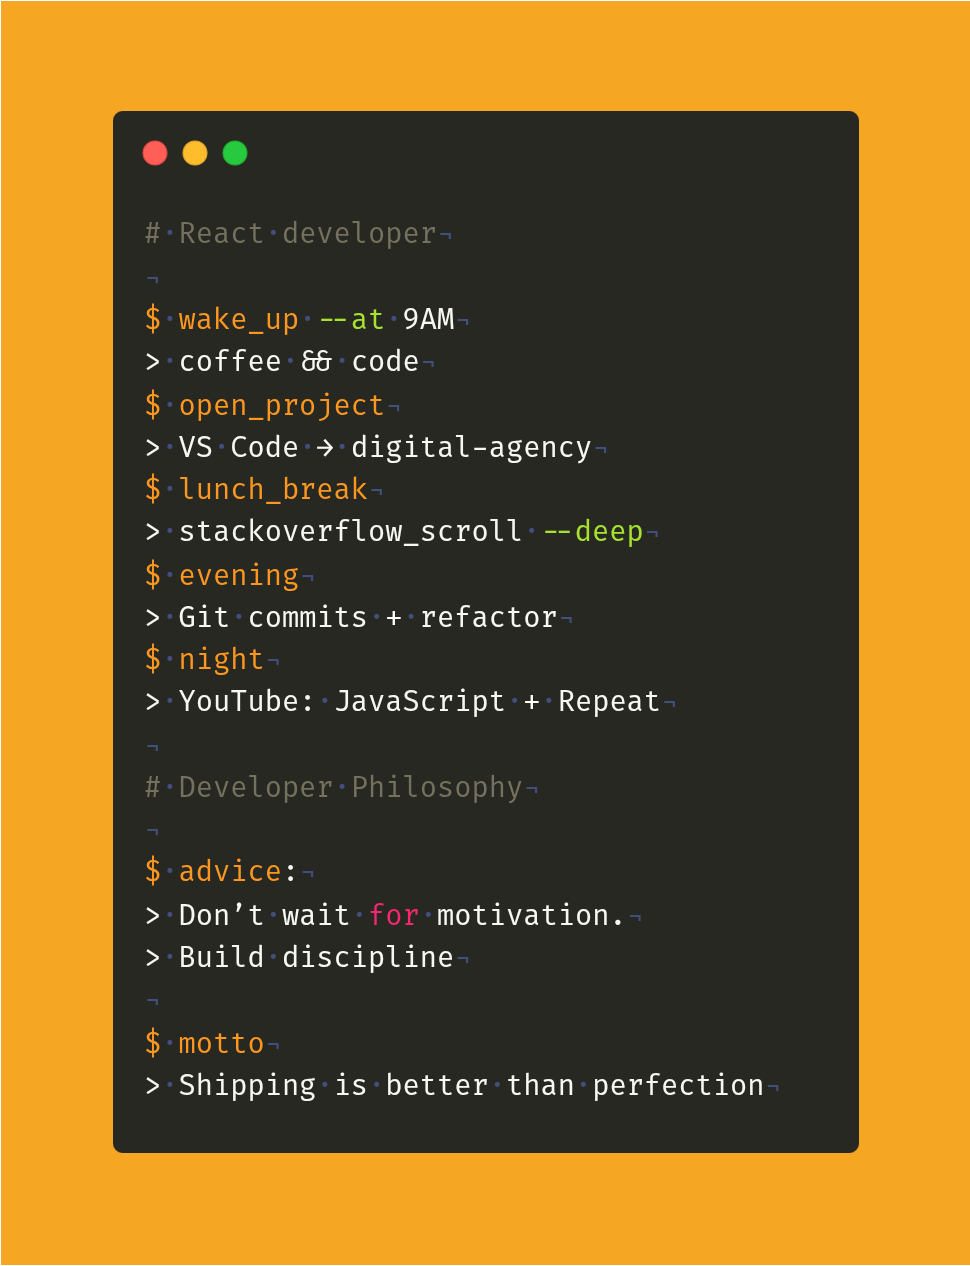 # React developer
$ wake_up --at 9AM
> coffee && code
$ open_project
> VS Code → digital-agency
$ lunch_break
> stackoverflow_scroll --deep
$ evening
> Git commits + refactor
$ night
> YouTube: JavaScript + Repeat
# Developer Philosophy
$ advice:
> Don’t wait for motivation.
> Build discipline
$ motto
> Shipping is better than perfection